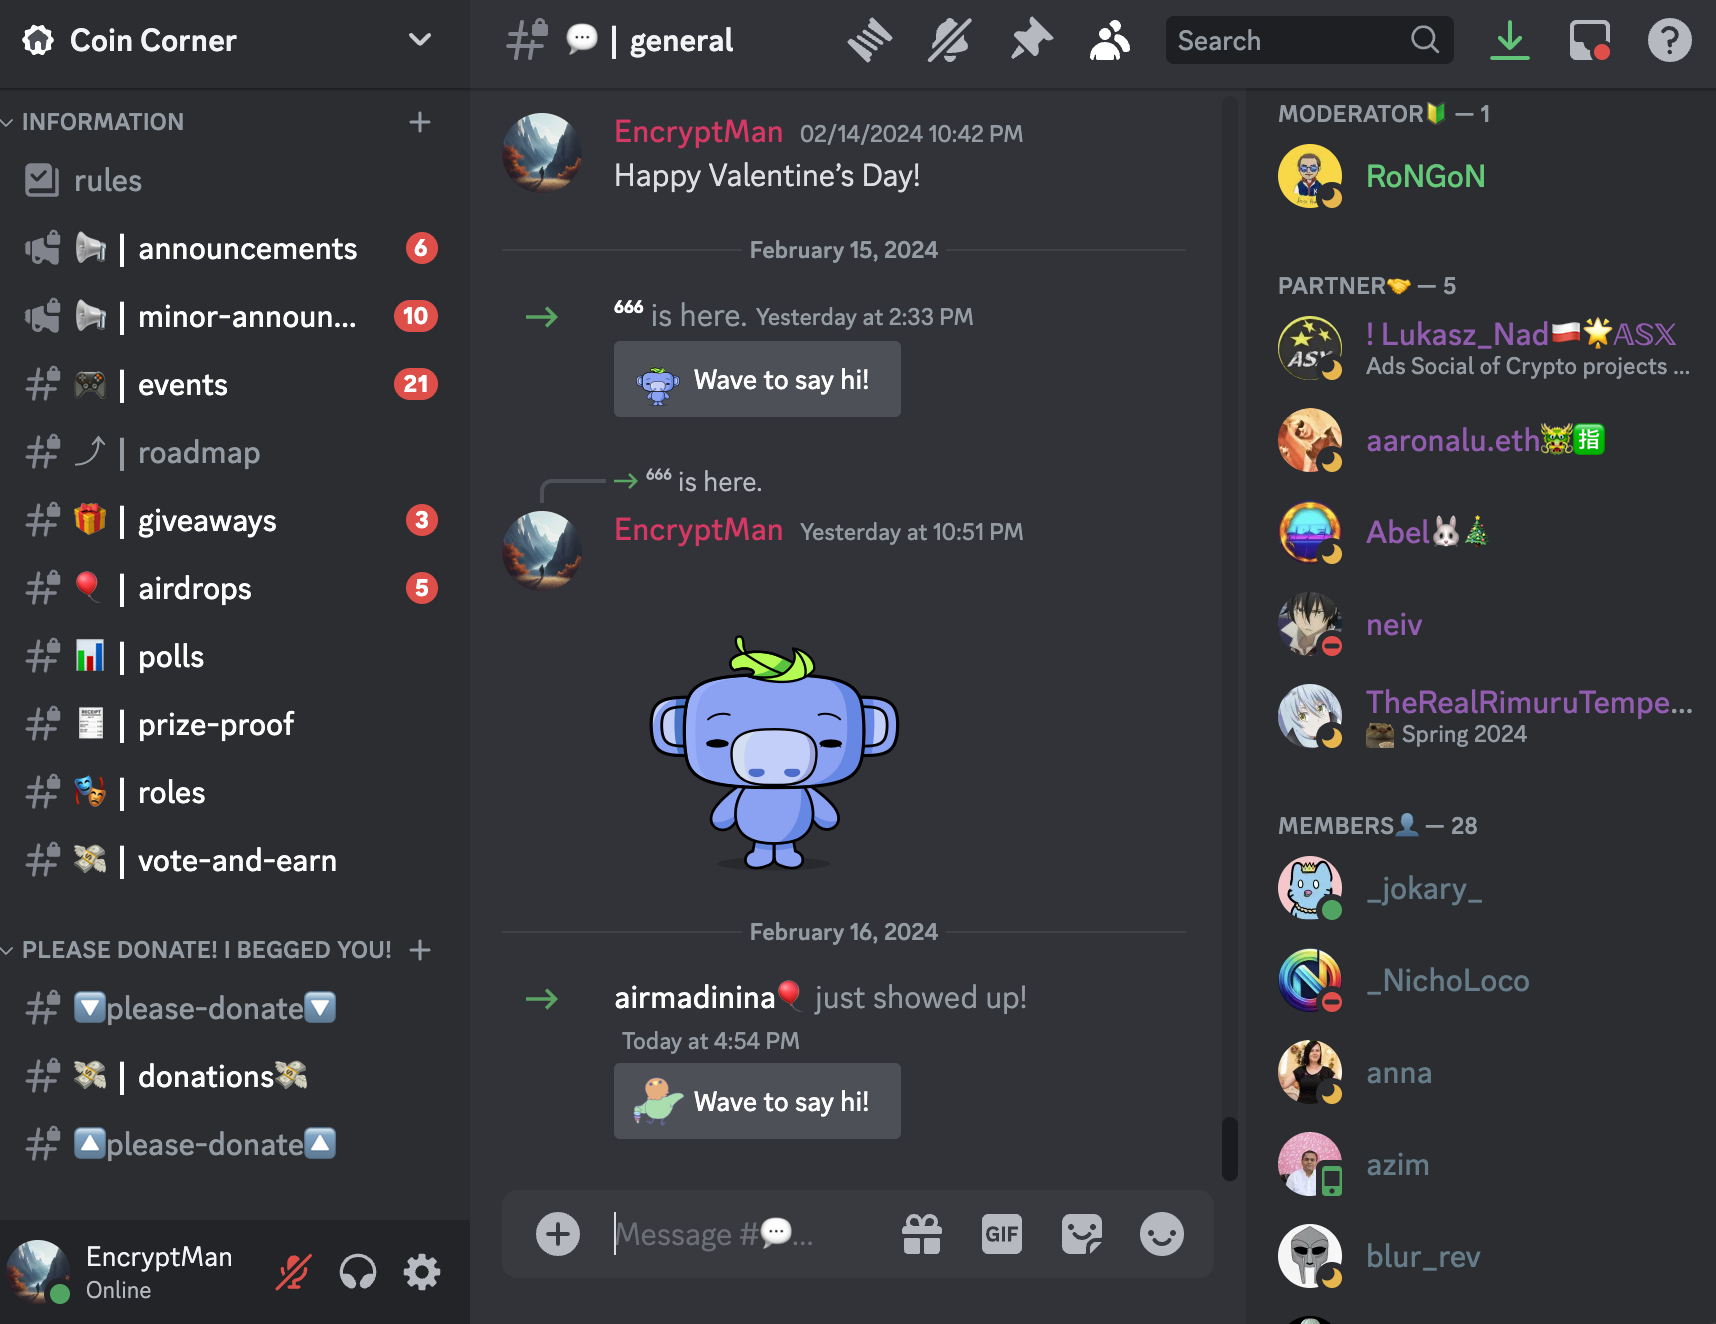 Coin Corner
INFORMATION
rules
| announcements 6
| minor-announ... 10
| events 21
| roadmap
| giveaways 3
| airdrops 5
| polls
| prize-proof
| roles
| vote-and-earn
PLEASE DONATE! I BEGGED YOU!
🔽please-donate🔽
💸 | donations💸
🔼please-donate🔼
EncryptMan
Online
💬 | general
Search
EncryptMan 02/14/2024 10:42 PM
Happy Valentine’s Day!
February 15, 2024
⁶⁶⁶ is here. Yesterday at 2:33 PM
Wave to say hi!
⁶⁶⁶ is here.
EncryptMan Yesterday at 10:51 PM
February 16, 2024
airmadinina🎈 just showed up!
Today at 4:54 PM
Wave to say hi!
Message #💬...
GIF
MODERATOR🔰 — 1
RoNGoN
PARTNER🤝 — 5
ASX
! Lukasz_Nad🇵🇱🌟𝔸𝕊𝕏
Ads Social of Crypto projects ...
aaronalu.eth🐲🈯
Abel🐰🎄
neiv
TheRealRimuruTempe...
Spring 2024
MEMBERS👤 — 28
_jokary_
_NichoLoco
anna
azim
blur_rev